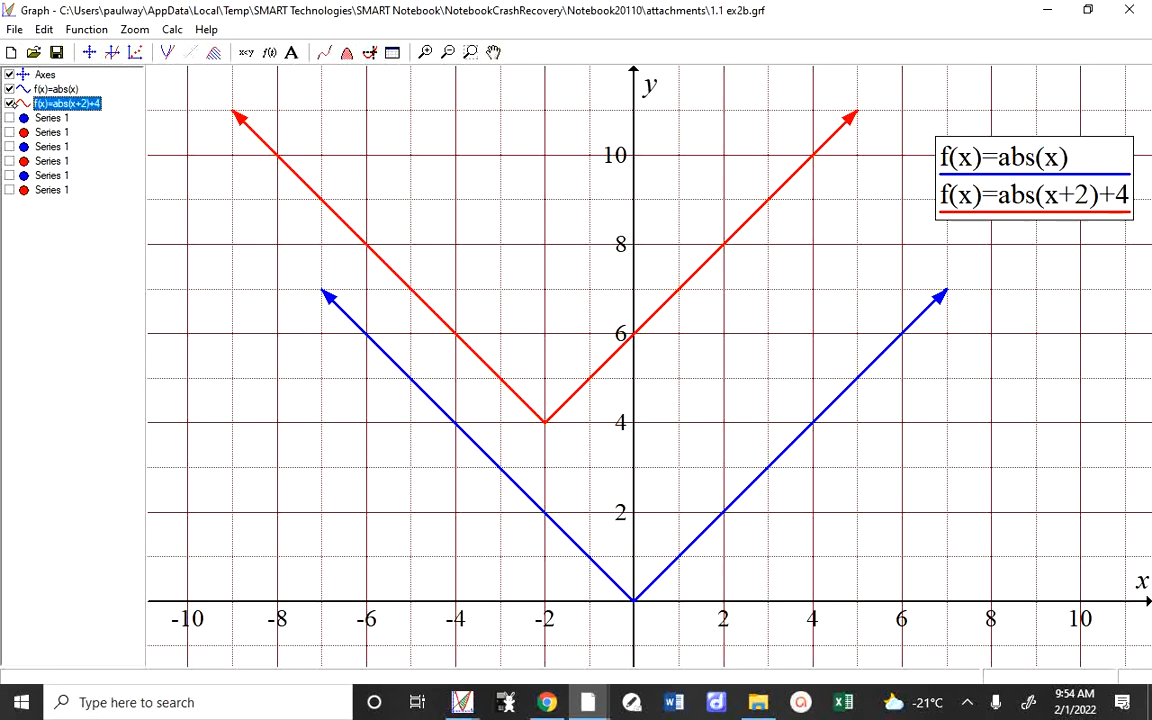 Graph - C:\Users\paulway\AppData\Local\Temp\SMART Technologies\SMART Notebook\NotebookCrashRecovery\Notebook20110\attachments\1.1 ex2b.grf
File Edit Function Zoom Calc Help
x<y f(t) A
Axes
f(x)=abs(x)
f(x)=abs(x+2)+4
Series 1
Series 1
Series 1
Series 1
Series 1
Series 1
y
10
8
6
4
2
x
-10 -8 -6 -4 -2 2 4 6 8 10
f(x)=abs(x)
f(x)=abs(x+2)+4
Type here to search
-21°C
9:54 AM
2/1/2022